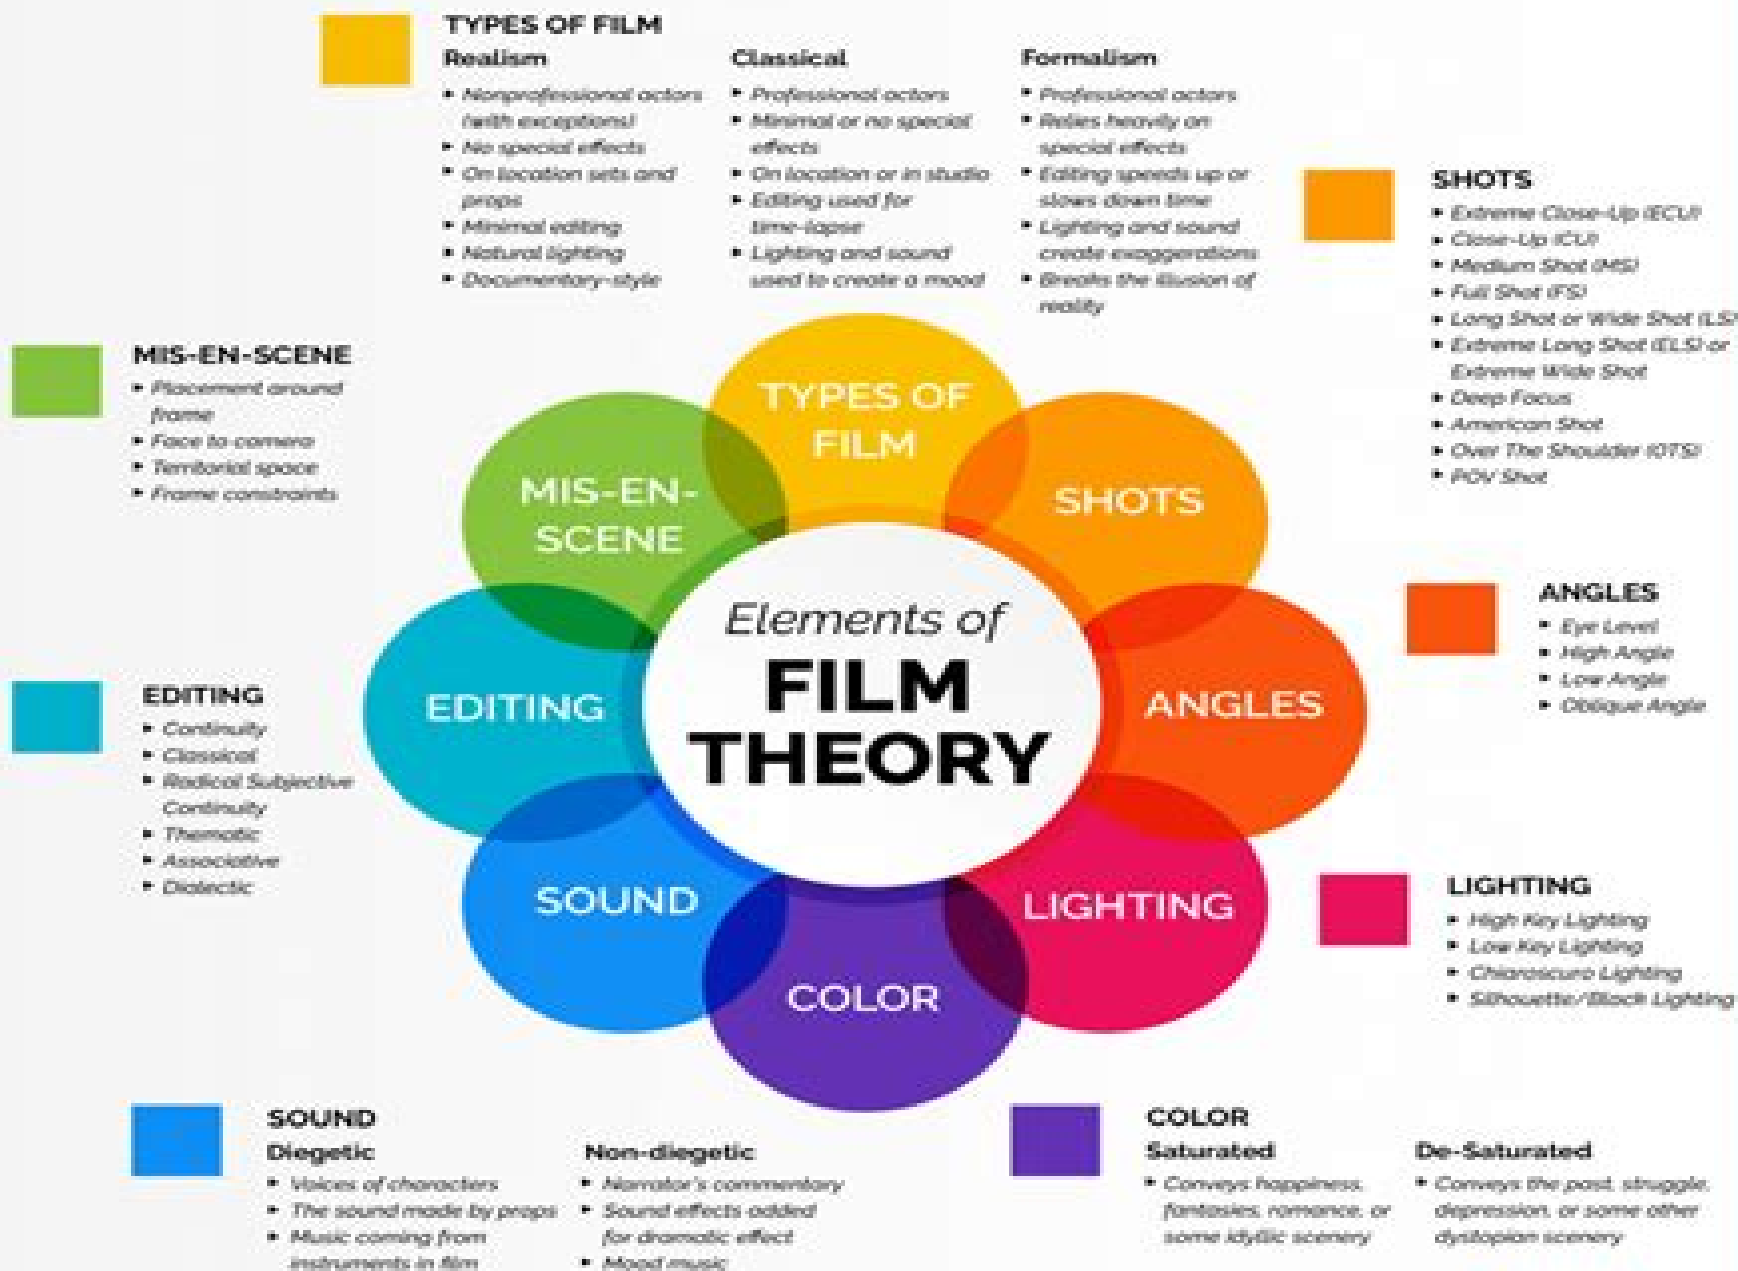 TYPES OF FILM
Realism
▸ Nonprofessional actors
(with exceptions)
▸ No special effects
▸ On location sets and
props
▸ Minimal editing
▸ Natural lighting
▸ Documentary-style
Classical
▸ Professional actors
▸ Minimal or no special
effects
▸ On location or in studio
▸ Editing used for
time-lapse
▸ Lighting and sound
used to create a mood
Formalism
▸ Professional actors
▸ Relies heavily on
special effects
▸ Editing speeds up or
slows down time
▸ Lighting and sound
create exaggerations
▸ Breaks the illusion of
reality
SHOTS
▸ Extreme Close-Up (ECU)
▸ Close-Up (CU)
▸ Medium Shot (MS)
▸ Full Shot (FS)
▸ Long Shot or Wide Shot (LS)
▸ Extreme Long Shot (ELS) or
Extreme Wide Shot
▸ Deep Focus
▸ American Shot
▸ Over The Shoulder (OTS)
▸ POV Shot
MIS-EN-SCENE
▸ Placement around
frame
▸ Face to camera
▸ Territorial space
▸ Frame constraints
TYPES OF
FILM
MIS-EN-
SCENE
SHOTS
Elements of
FILM
THEORY
EDITING
ANGLES
SOUND
LIGHTING
COLOR
ANGLES
▸ Eye Level
▸ High Angle
▸ Low Angle
▸ Oblique Angle
EDITING
▸ Continuity
▸ Classical
▸ Radical Subjective
Continuity
▸ Thematic
▸ Associative
▸ Dialectic
LIGHTING
▸ High Key Lighting
▸ Low Key Lighting
▸ Chiaroscuro Lighting
▸ Silhouette/Black Lighting
SOUND
Diegetic
▸ Voices of characters
▸ The sound made by props
▸ Music coming from
instruments in film
Non-diegetic
▸ Narrator's commentary
▸ Sound effects added
for dramatic effect
▸ Mood music
COLOR
Saturated
▸ Conveys happiness,
fantasies, romance, or
some idyllic scenery
De-Saturated
▸ Conveys the past, struggle,
depression, or some other
dystopian scenery